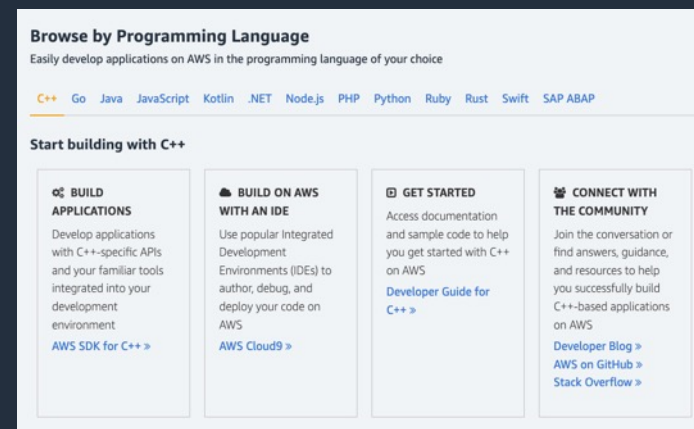 Browse by Programming Language
Easily develop applications on AWS in the programming language of your choice
C++ Go Java JavaScript Kotlin .NET Node.js PHP Python Ruby Rust Swift SAP ABAP
Start building with C++
BUILD
APPLICATIONS
Develop applications
with C++-specific APIs
and your familiar tools
integrated into your
development
environment
AWS SDK for C++ »
BUILD ON AWS
WITH AN IDE
Use popular Integrated
Development
Environments (IDEs) to
author, debug, and
deploy your code on
AWS
AWS Cloud9 »
GET STARTED
Access documentation
and sample code to help
you get started with C++
on AWS
Developer Guide for
C++ »
CONNECT WITH
THE COMMUNITY
Join the conversation or
find answers, guidance,
and resources to help
you successfully build
C++-based applications
on AWS
Developer Blog »
AWS on GitHub »
Stack Overflow »